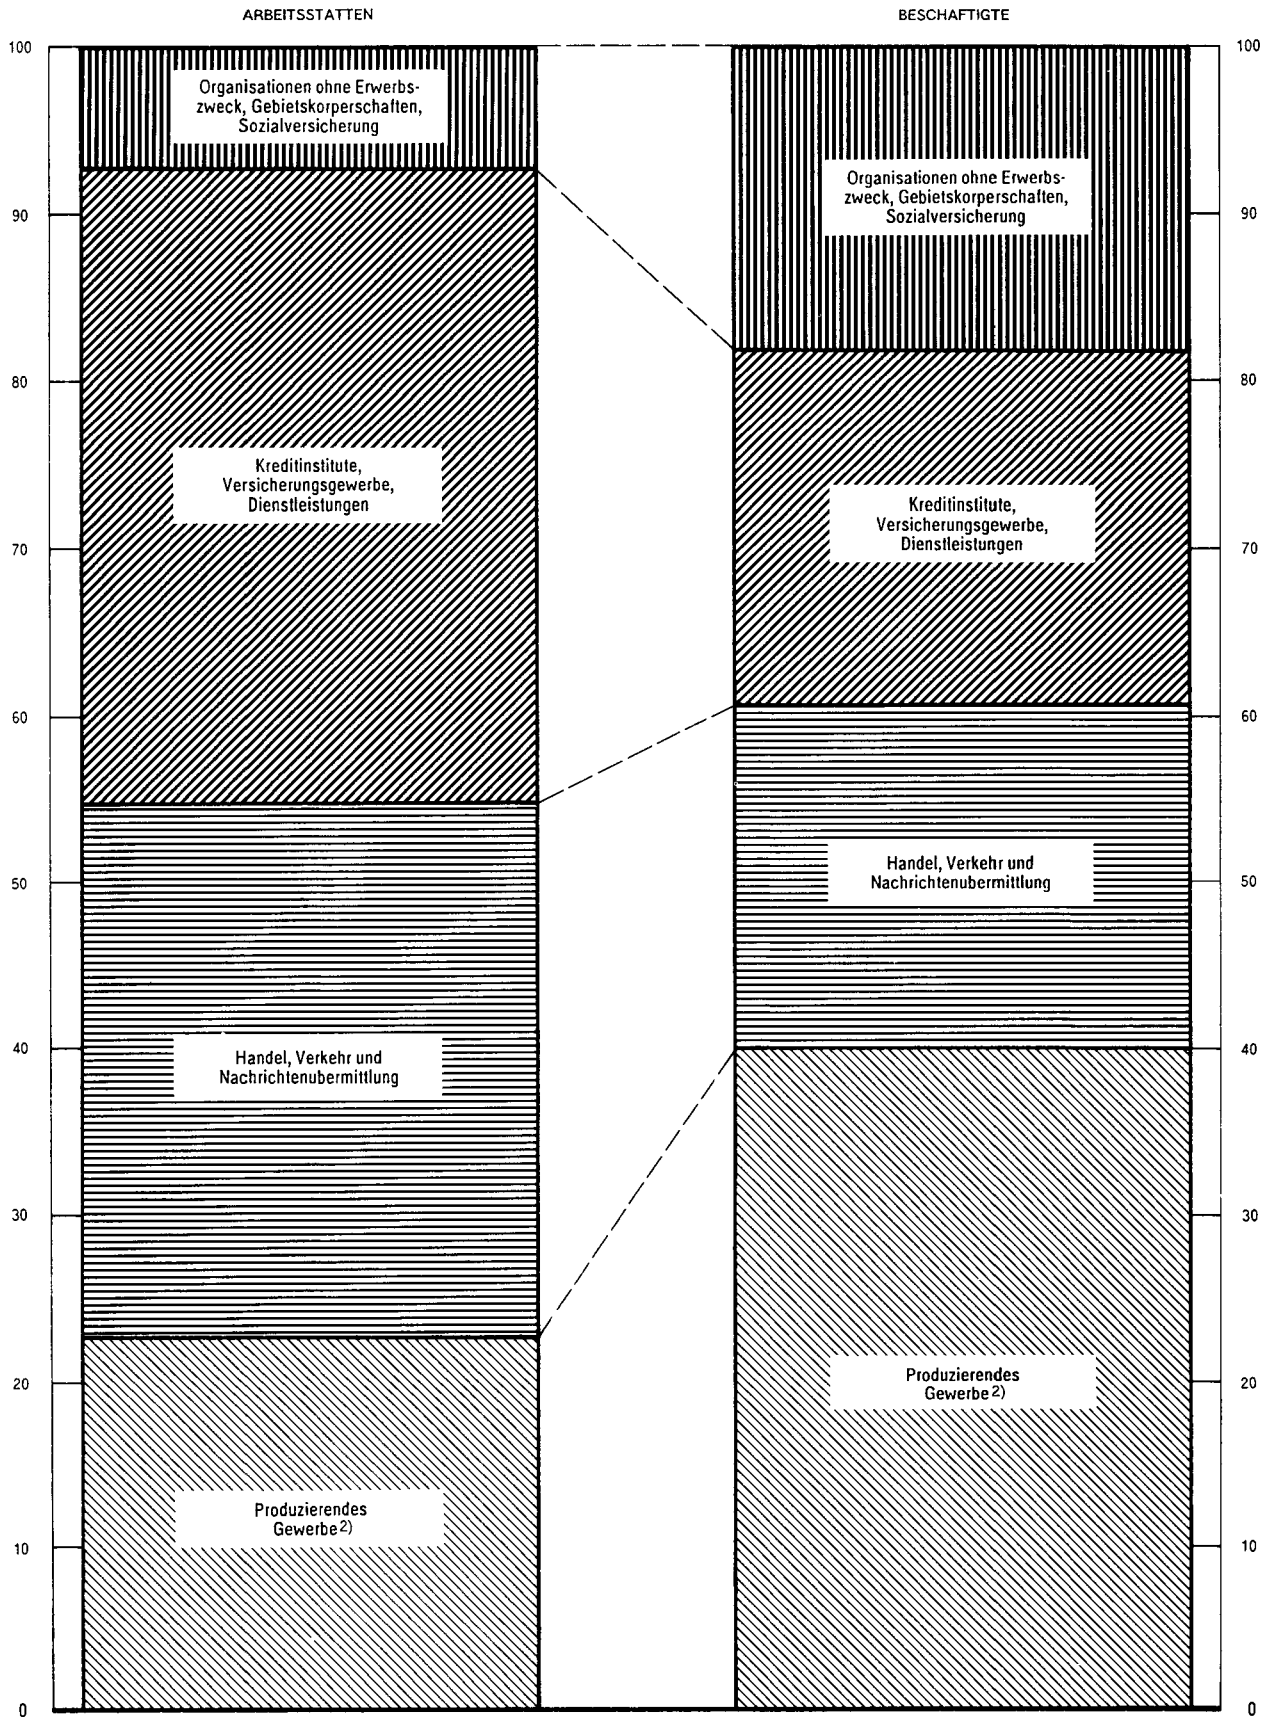 ARBEITSSTATTEN
Organisationen ohne Erwerbs-
zweck, Gebietskorperschaften,
Sozialversicherung
Kreditinstitute,
Versicherungsgewerbe,
Dienstleistungen
Handel, Verkehr und
Nachrichtenubermittlung
Produzierendes
Gewerbe 2)
100
90
80
70
60
50
40
30
20
10
0
BESCHAFTIGTE
Organisationen ohne Erwerbs-
zweck, Gebietskorperschaften,
Sozialversicherung
Kreditinstitute,
Versicherungsgewerbe,
Dienstleistungen
Handel, Verkehr und
Nachrichtenubermittlung
Produzierendes
Gewerbe 2)
100
90
80
70
60
50
40
30
20
10
0